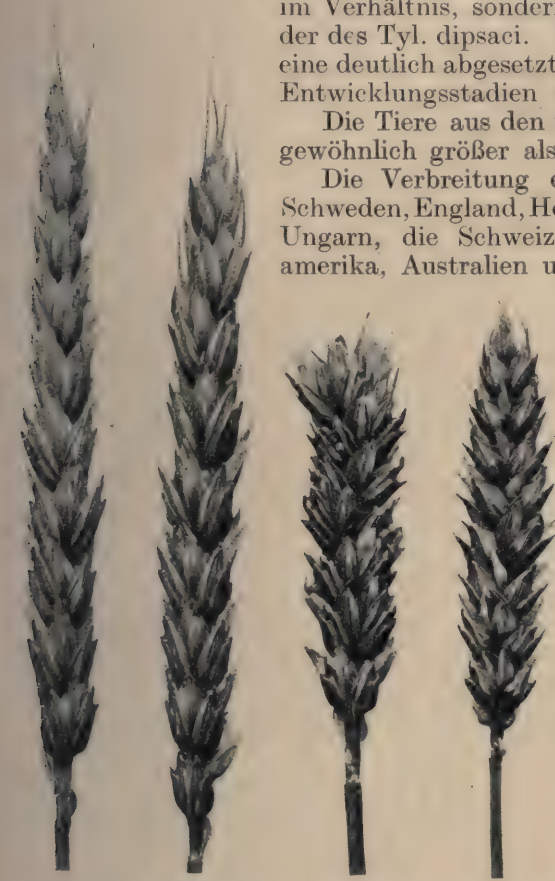 im Verhältnis, sonder
der des Tyl. dipsaci.
eine deutlich abgesetzt
Entwicklungsstadien
Die Tiere aus den
gewöhnlich größer als
Die Verbreitung e
Schweden, England, H
Ungarn, die Schweiz
amerika, Australien u